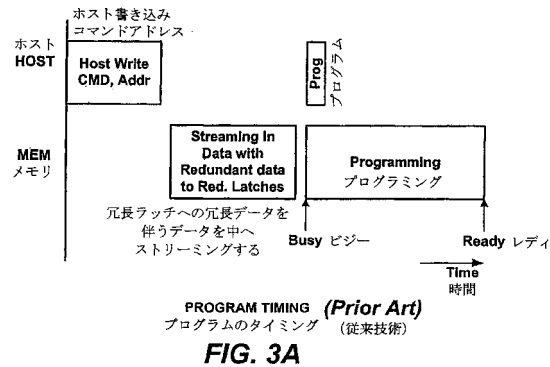 ホスト書き込み
コマンドアドレス
ホスト
HOST
Host Write
CMD, Addr
Prog
プログラム
MEM
メモリ
Streaming In
Data with
Redundant data
to Red. Latches
Programming
プログラミング
冗長ラッチへの冗長データを
伴うデータを中へ
ストリーミングする
Busy ビジー
Ready レディ
Time
時間
PROGRAM TIMING (Prior Art)
プログラムのタイミング (従来技術)
FIG. 3A